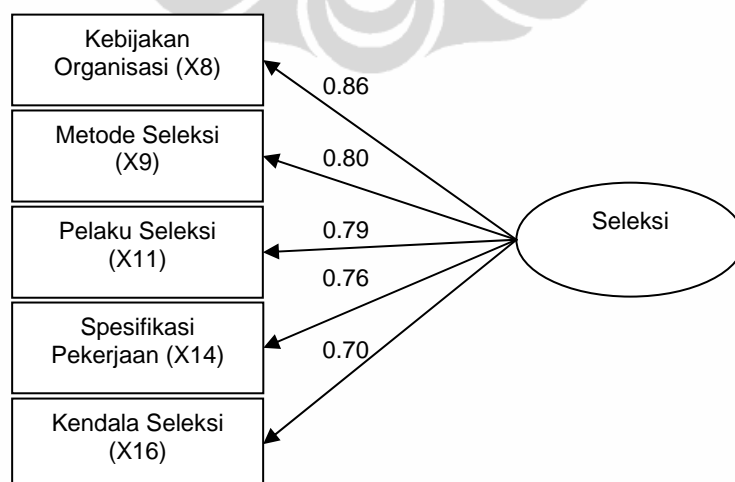 Kebijakan
Organisasi (X8)
0.86
Metode Seleksi
(X9)
0.80
Pelaku Seleksi
(X11)
0.79
Seleksi
Spesifikasi
Pekerjaan (X14)
0.76
0.70
Kendala Seleksi
(X16)